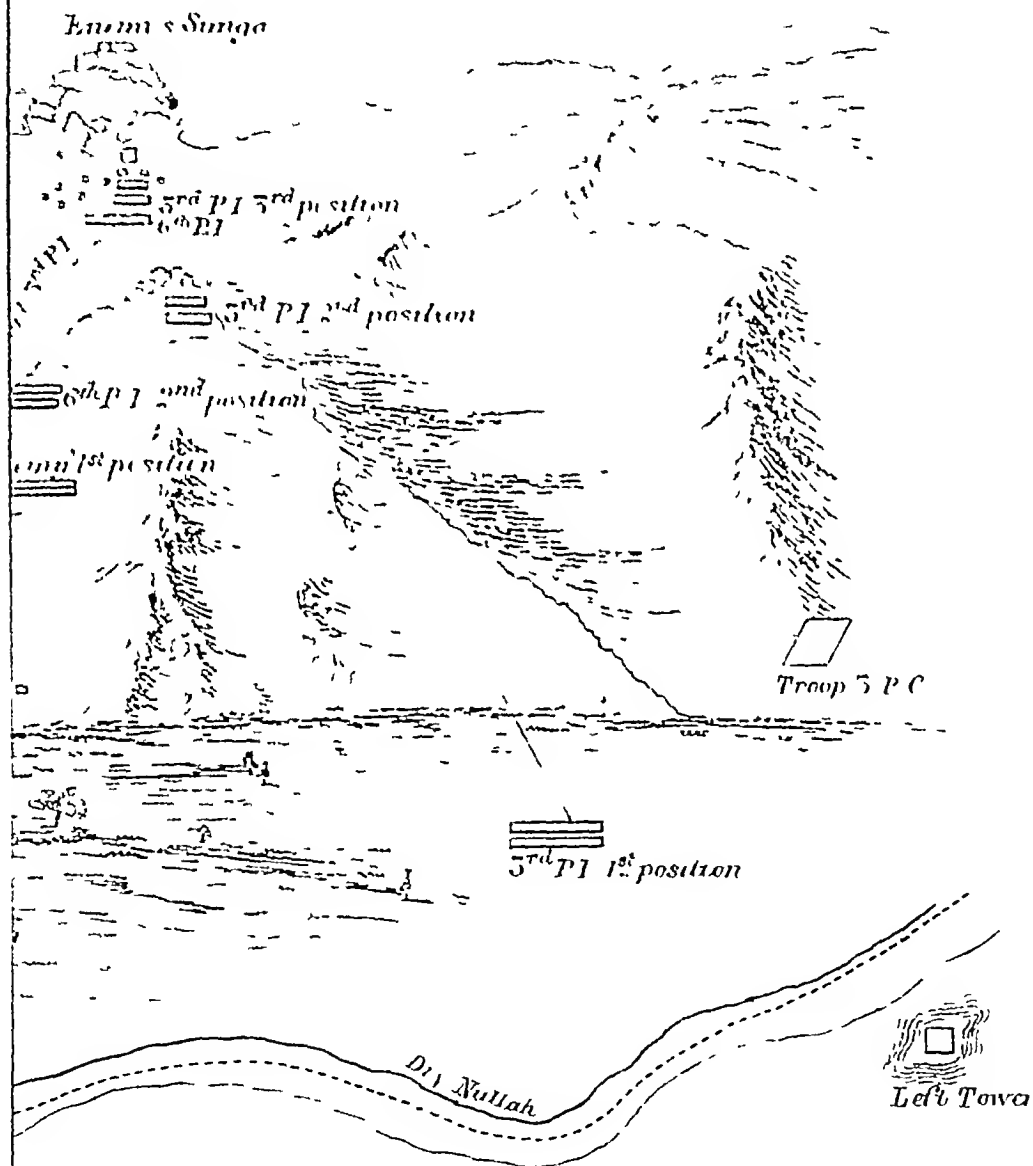 Enemy's Sunga
3rd P I 3rd position
6th P.I
3rd P I
3rd P I 2nd position
6th P I 2nd position
1st position
Troop 5 P C
3rd P I 1st position
Dry Nullah
Left Tower